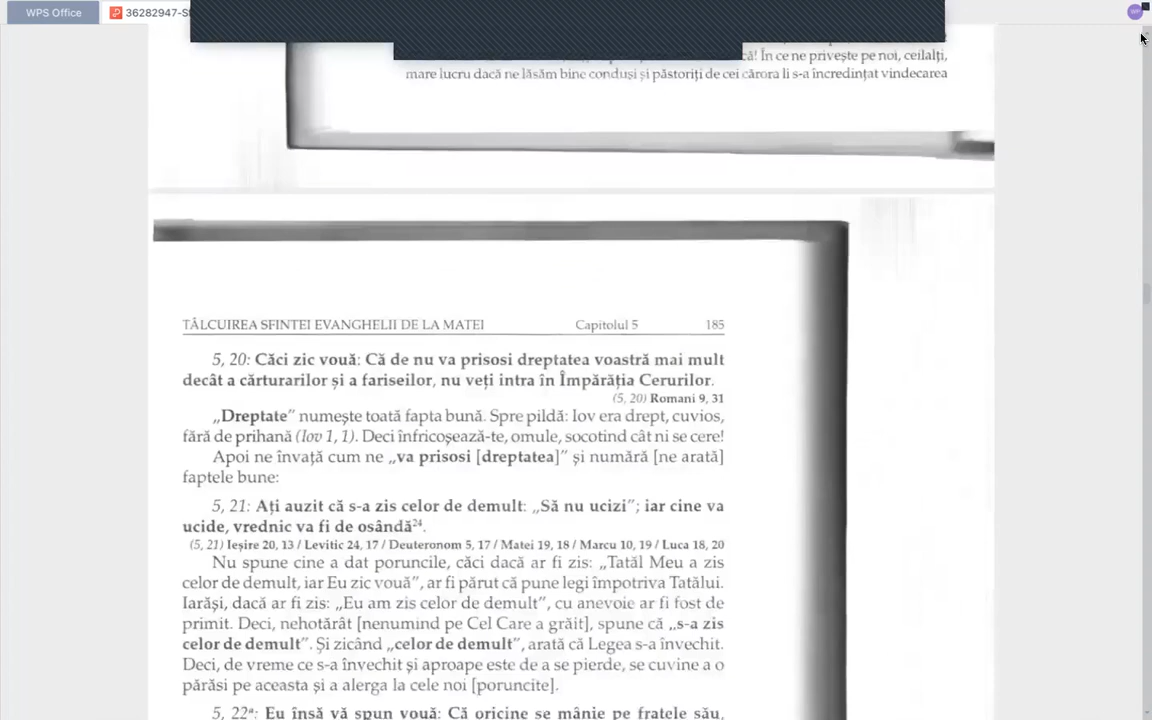 WPS Office
36282947-S
că! În ce privește pe noi, ceilalți,
mare lucru dacă ne lăsăm bine conduși și păstoriți de cei cărora li s-a încredințat vindecarea
TÂLCUIREA SFINTEI EVANGHELII DE LA MATEI Capitolul 5 185
5, 20: Căci zic vouă: Că de nu va prisosi dreptatea voastră mai mult
decât a cărturarilor și a fariseilor, nu veți intra în Împărăția Cerurilor.
(5, 20) Romani 9, 31
„Dreptate” numește toată fapta bună. Spre pildă: Iov era drept, cuvios,
fără de prihană (Iov 1, 1). Deci înfricoșează-te, omule, socotind cât ni se cere!
Apoi ne învață cum ne „va prisosi [dreptatea]” și numără [ne arată]
faptele bune:
5, 21: Ați auzit că s-a zis celor de demult: „Să nu ucizi”; iar cine va
ucide, vrednic va fi de osândă²⁴.
(5, 21) Ieșire 20, 13 / Levitic 24, 17 / Deuteronom 5, 17 / Matei 19, 18 / Marcu 10, 19 / Luca 18, 20
Nu spune cine a dat poruncile, căci dacă ar fi zis: „Tatăl Meu a zis
celor de demult, iar Eu zic vouă”, ar fi părut că pune legi împotriva Tatălui.
Iarăși, dacă ar fi zis: „Eu am zis celor de demult”, cu anevoie ar fi fost de
primit. Deci, nehotărât [nenumind pe Cel Care a grăit], spune că „s-a zis
celor de demult”. Și zicând „celor de demult”, arată că Legea s-a învechit.
Deci, de vreme ce s-a învechit și aproape este de a se pierde, se cuvine a o
părăsi pe aceasta și a alerga la cele noi [poruncite].
5, 22ª: Eu însă vă spun vouă: Că oricine se mânie pe fratele său,